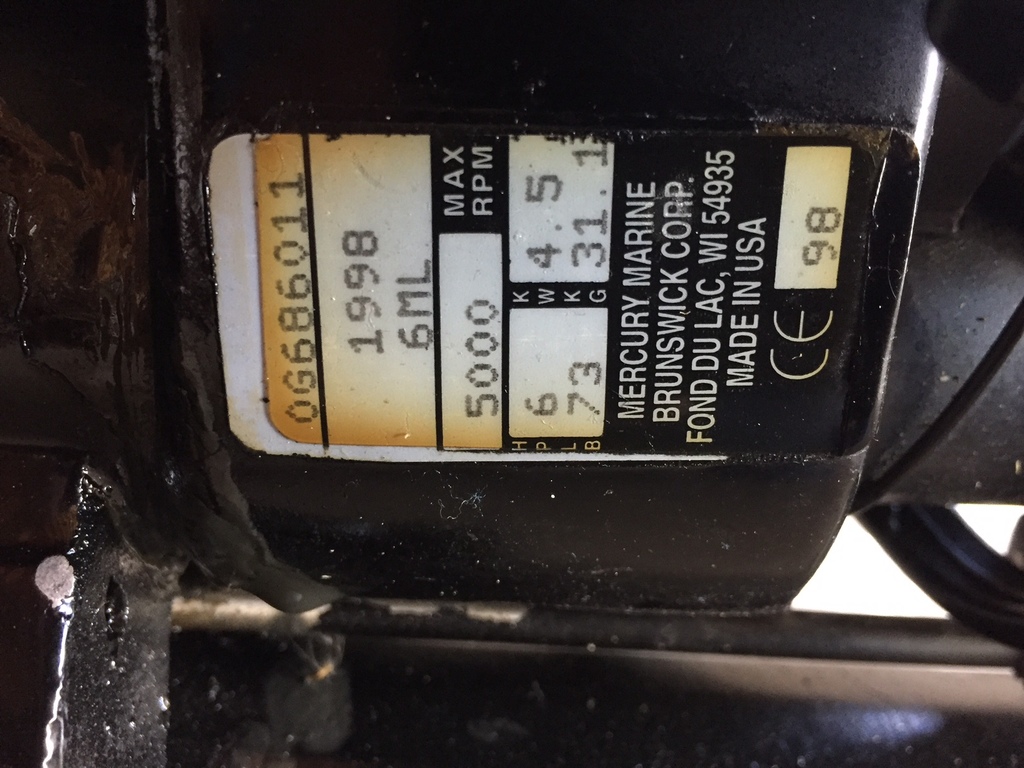 0G686011
1998
6ML
MAX
RPM
5000
HP 6 KW 4.5
LB 73 KG 31.1
MERCURY MARINE
BRUNSWICK CORP.
FOND DU LAC, WI 54935
MADE IN USA
CE 98